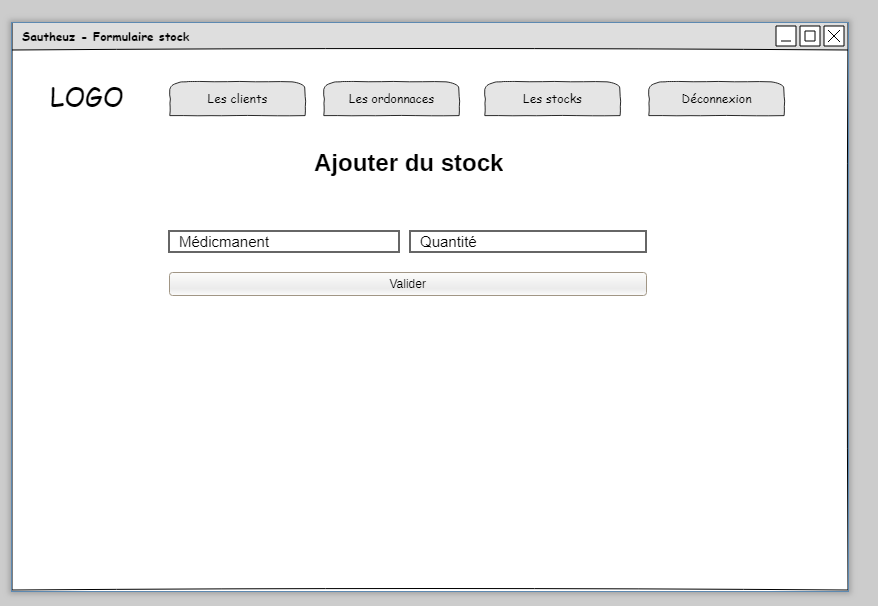 Sautheuz - Formulaire stock
LOGO
Les clients
Les ordonnaces
Les stocks
Déconnexion
Ajouter du stock
Médicmanent
Quantité
Valider